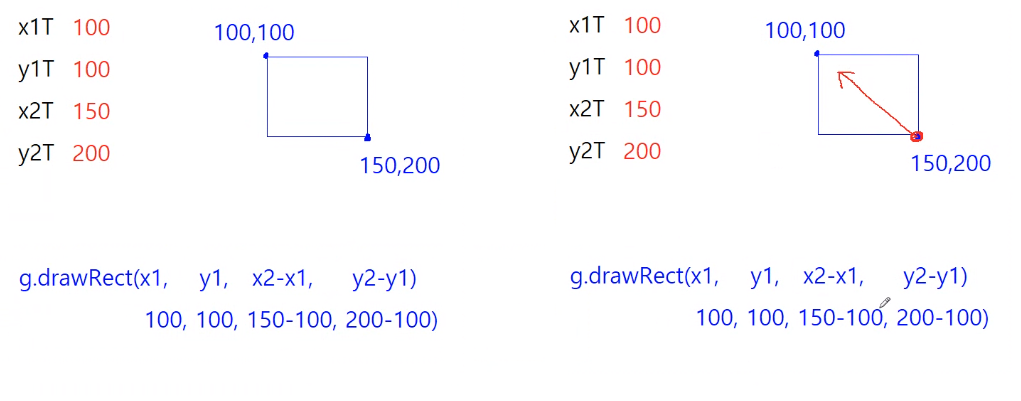 x1T 100
100,100
y1T 100
x2T 150
y2T 200
150,200
g.drawRect(x1, y1, x2-x1, y2-y1)
100, 100, 150-100, 200-100)
x1T 100
100,100
y1T 100
x2T 150
y2T 200
150,200
g.drawRect(x1, y1, x2-x1, y2-y1)
100, 100, 150-100, 200-100)